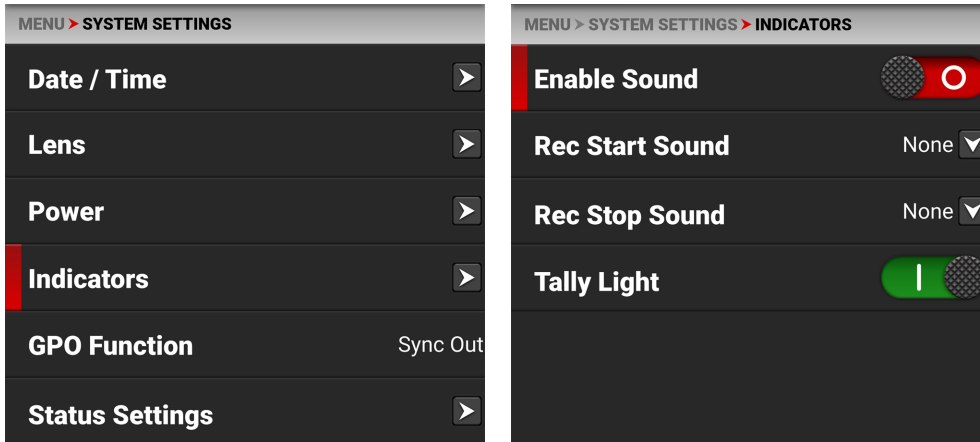 MENU > SYSTEM SETTINGS
Date / Time
Lens
Power
Indicators
GPO Function Sync Out
Status Settings
MENU > SYSTEM SETTINGS > INDICATORS
Enable Sound
Rec Start Sound None
Rec Stop Sound None
Tally Light